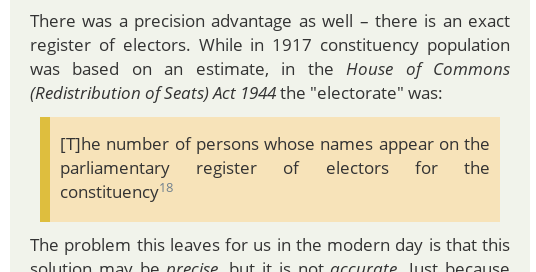 There was a precision advantage as well – there is an exact
register of electors. While in 1917 constituency population
was based on an estimate, in the House of Commons
(Redistribution of Seats) Act 1944 the "electorate" was:
[T]he number of persons whose names appear on the
parliamentary register of electors for the
constituency18
The problem this leaves for us in the modern day is that this
solution may be precise, but it is not accurate. Just because